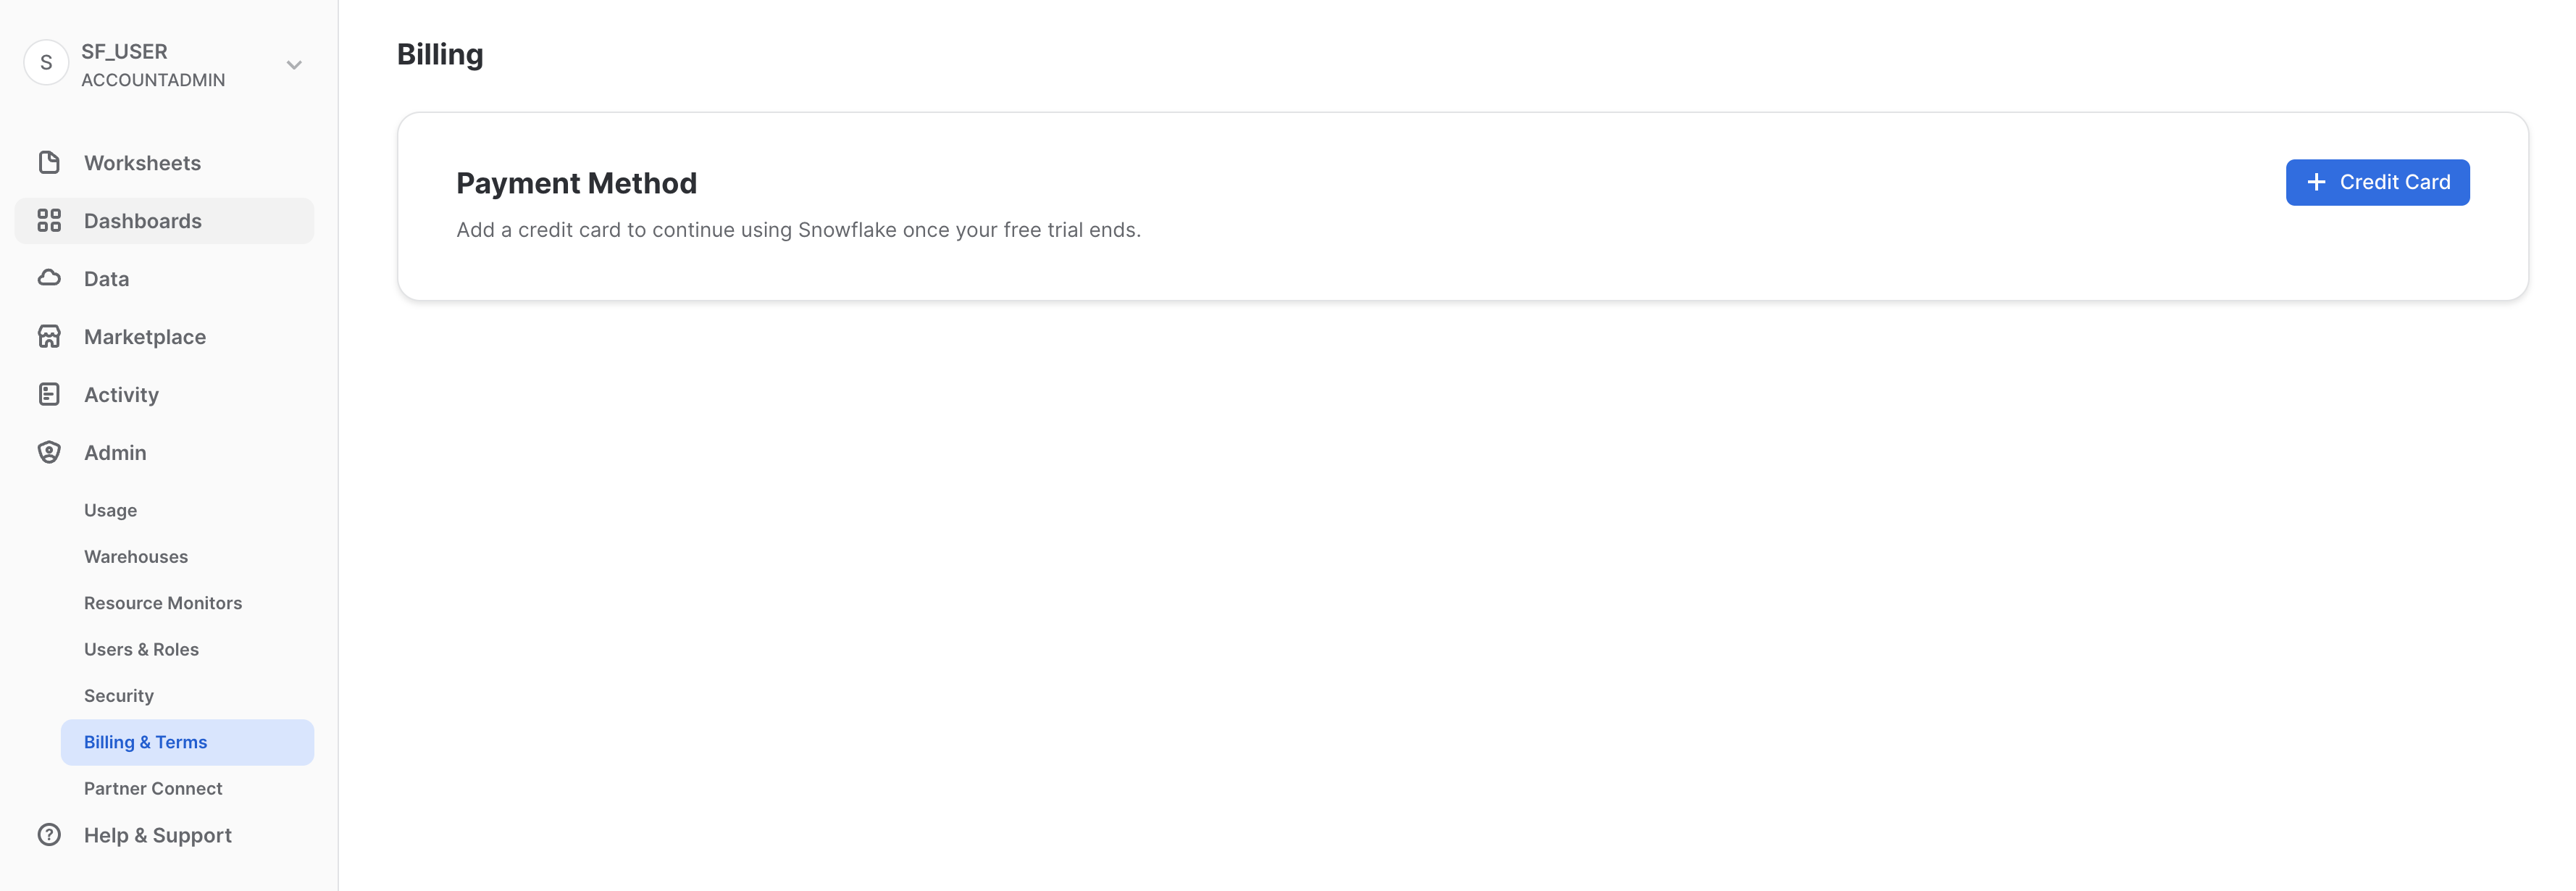 S
SF_USER
ACCOUNTADMIN
Worksheets
Dashboards
Data
Marketplace
Activity
Admin
Usage
Warehouses
Resource Monitors
Users & Roles
Security
Billing & Terms
Partner Connect
Help & Support
Billing
Payment Method
Add a credit card to continue using Snowflake once your free trial ends.
+ Credit Card